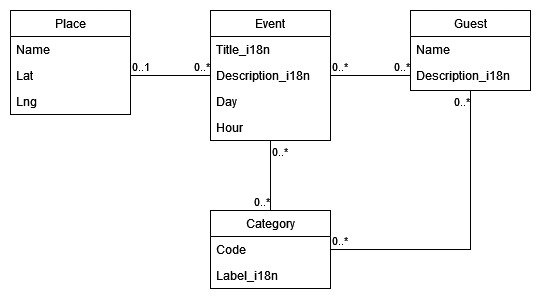 Place
Name
Lat
Lng
0..1
0..*
Event
Title_i18n
Description_i18n
Day
Hour
0..*
0..*
Guest
Name
Description_i18n
0..*
0..*
0..*
Category
Code
Label_i18n
0..*